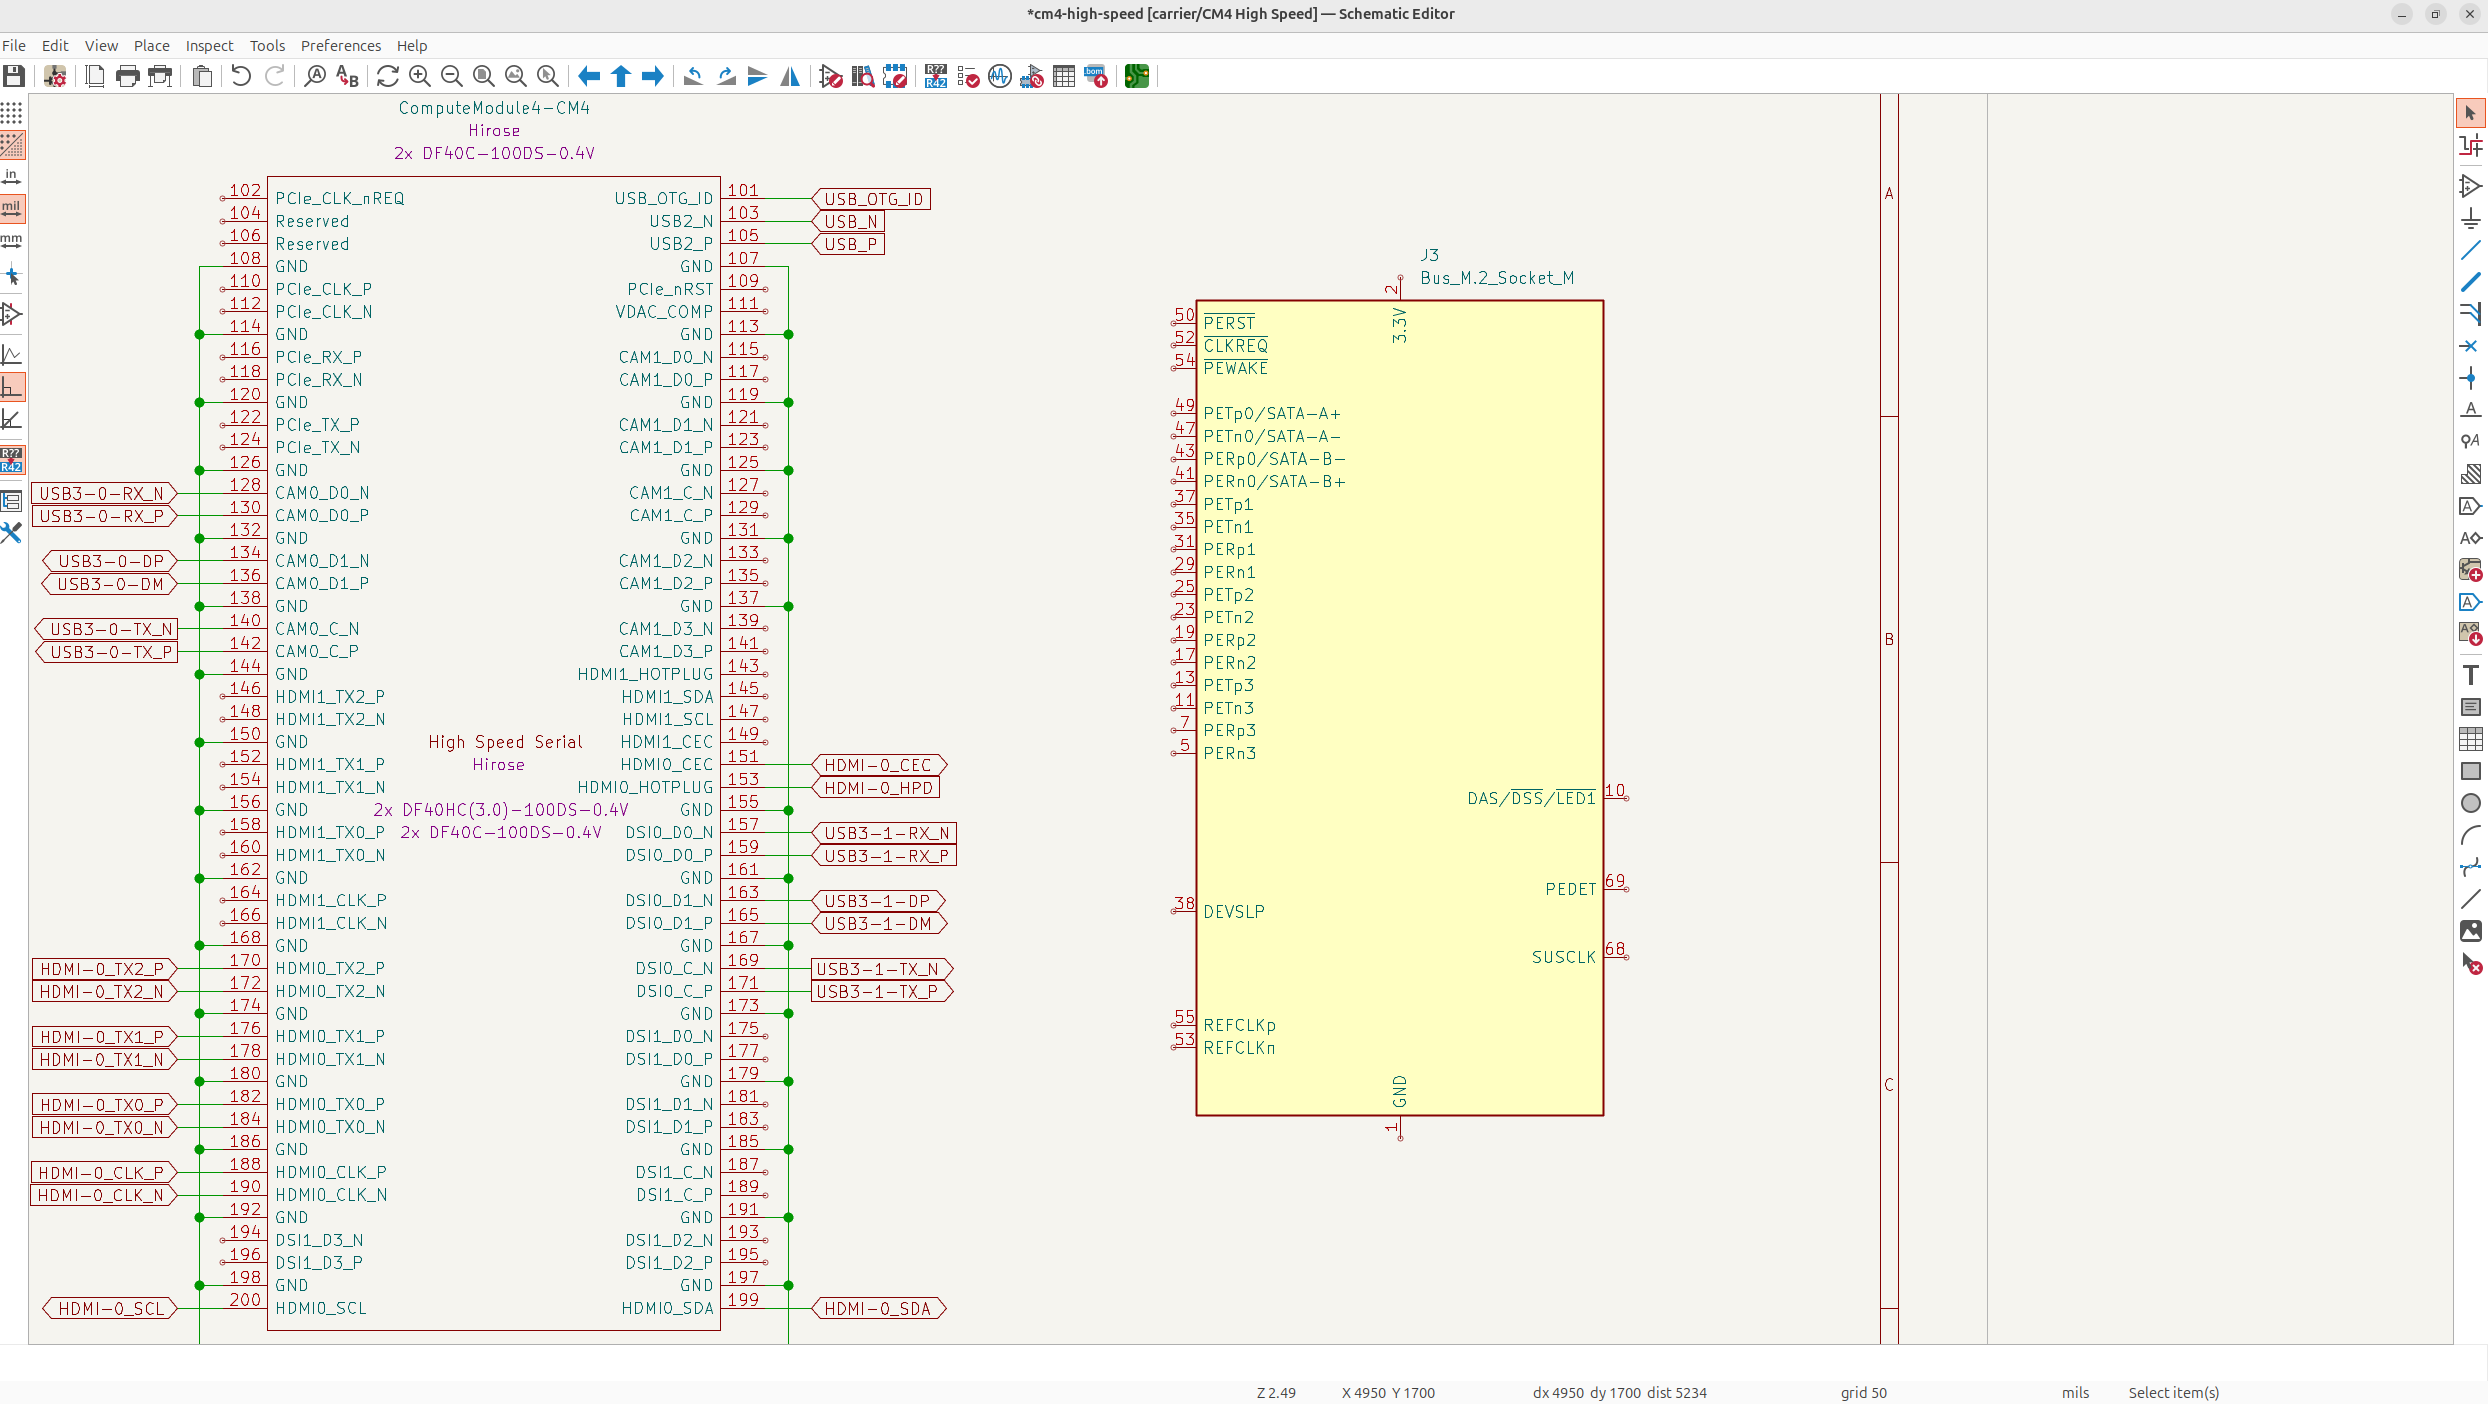 *cm4-high-speed [carrier/CM4 High Speed] — Schematic Editor
File Edit View Place Inspect Tools Preferences Help
in
mil
mm
R??
R42
ComputeModule4-CM4
Hirose
2x DF40C-100DS-0.4V
102 PCIe_CLK_nREQ USB_OTG_ID 101 USB_OTG_ID
104 Reserved USB2_N 103 USB_N
106 Reserved USB2_P 105 USB_P
108 GND GND 107
110 PCIe_CLK_P PCIe_nRST 109
112 PCIe_CLK_N VDAC_COMP 111
114 GND GND 113
116 PCIe_RX_P CAM1_D0_N 115
118 PCIe_RX_N CAM1_D0_P 117
120 GND GND 119
122 PCIe_TX_P CAM1_D1_N 121
124 PCIe_TX_N CAM1_D1_P 123
126 GND GND 125
USB3-0-RX_N 128 CAM0_D0_N CAM1_C_N 127
USB3-0-RX_P 130 CAM0_D0_P CAM1_C_P 129
132 GND GND 131
USB3-0-DP 134 CAM0_D1_N CAM1_D2_N 133
USB3-0-DM 136 CAM0_D1_P CAM1_D2_P 135
138 GND GND 137
USB3-0-TX_N 140 CAM0_C_N CAM1_D3_N 139
USB3-0-TX_P 142 CAM0_C_P CAM1_D3_P 141
144 GND HDMI1_HOTPLUG 143
146 HDMI1_TX2_P HDMI1_SDA 145
148 HDMI1_TX2_N HDMI1_SCL 147
150 GND High Speed Serial HDMI1_CEC 149
152 HDMI1_TX1_P Hirose HDMI0_CEC 151 HDMI-0_CEC
154 HDMI1_TX1_N HDMI0_HOTPLUG 153 HDMI-0_HPD
156 GND 2x DF40HC(3.0)-100DS-0.4V GND 155
158 HDMI1_TX0_P 2x DF40C-100DS-0.4V DSI0_D0_N 157 USB3-1-RX_N
160 HDMI1_TX0_N DSI0_D0_P 159 USB3-1-RX_P
162 GND GND 161
164 HDMI1_CLK_P DSI0_D1_N 163 USB3-1-DP
166 HDMI1_CLK_N DSI0_D1_P 165 USB3-1-DM
168 GND GND 167
HDMI-0_TX2_P 170 HDMI0_TX2_P DSI0_C_N 169 USB3-1-TX_N
HDMI-0_TX2_N 172 HDMI0_TX2_N DSI0_C_P 171 USB3-1-TX_P
174 GND GND 173
HDMI-0_TX1_P 176 HDMI0_TX1_P DSI1_D0_N 175
HDMI-0_TX1_N 178 HDMI0_TX1_N DSI1_D0_P 177
180 GND GND 179
HDMI-0_TX0_P 182 HDMI0_TX0_P DSI1_D1_N 181
HDMI-0_TX0_N 184 HDMI0_TX0_N DSI1_D1_P 183
186 GND GND 185
HDMI-0_CLK_P 188 HDMI0_CLK_P DSI1_C_N 187
HDMI-0_CLK_N 190 HDMI0_CLK_N DSI1_C_P 189
192 GND GND 191
194 DSI1_D3_N DSI1_D2_N 193
196 DSI1_D3_P DSI1_D2_P 195
198 GND GND 197
HDMI-0_SCL 200 HDMI0_SCL HDMI0_SDA 199 HDMI-0_SDA
J3
Bus_M.2_Socket_M
2
3.3V
50 PERST
52 CLKREQ
54 PEWAKE
49 PETp0/SATA-A+
47 PETn0/SATA-A-
43 PERp0/SATA-B-
41 PERn0/SATA-B+
37 PETp1
35 PETn1
31 PERp1
29 PERn1
25 PETp2
23 PETn2
19 PERp2
17 PERn2
13 PETp3
11 PETn3
7 PERp3
5 PERn3
DAS/DSS/LED1 10
PEDET 69
38 DEVSLP
SUSCLK 68
55 REFCLKp
53 REFCLKn
GND
1
A
B
C
Z 2.49 X 4950 Y 1700 dx 4950 dy 1700 dist 5234 grid 50 mils Select item(s)